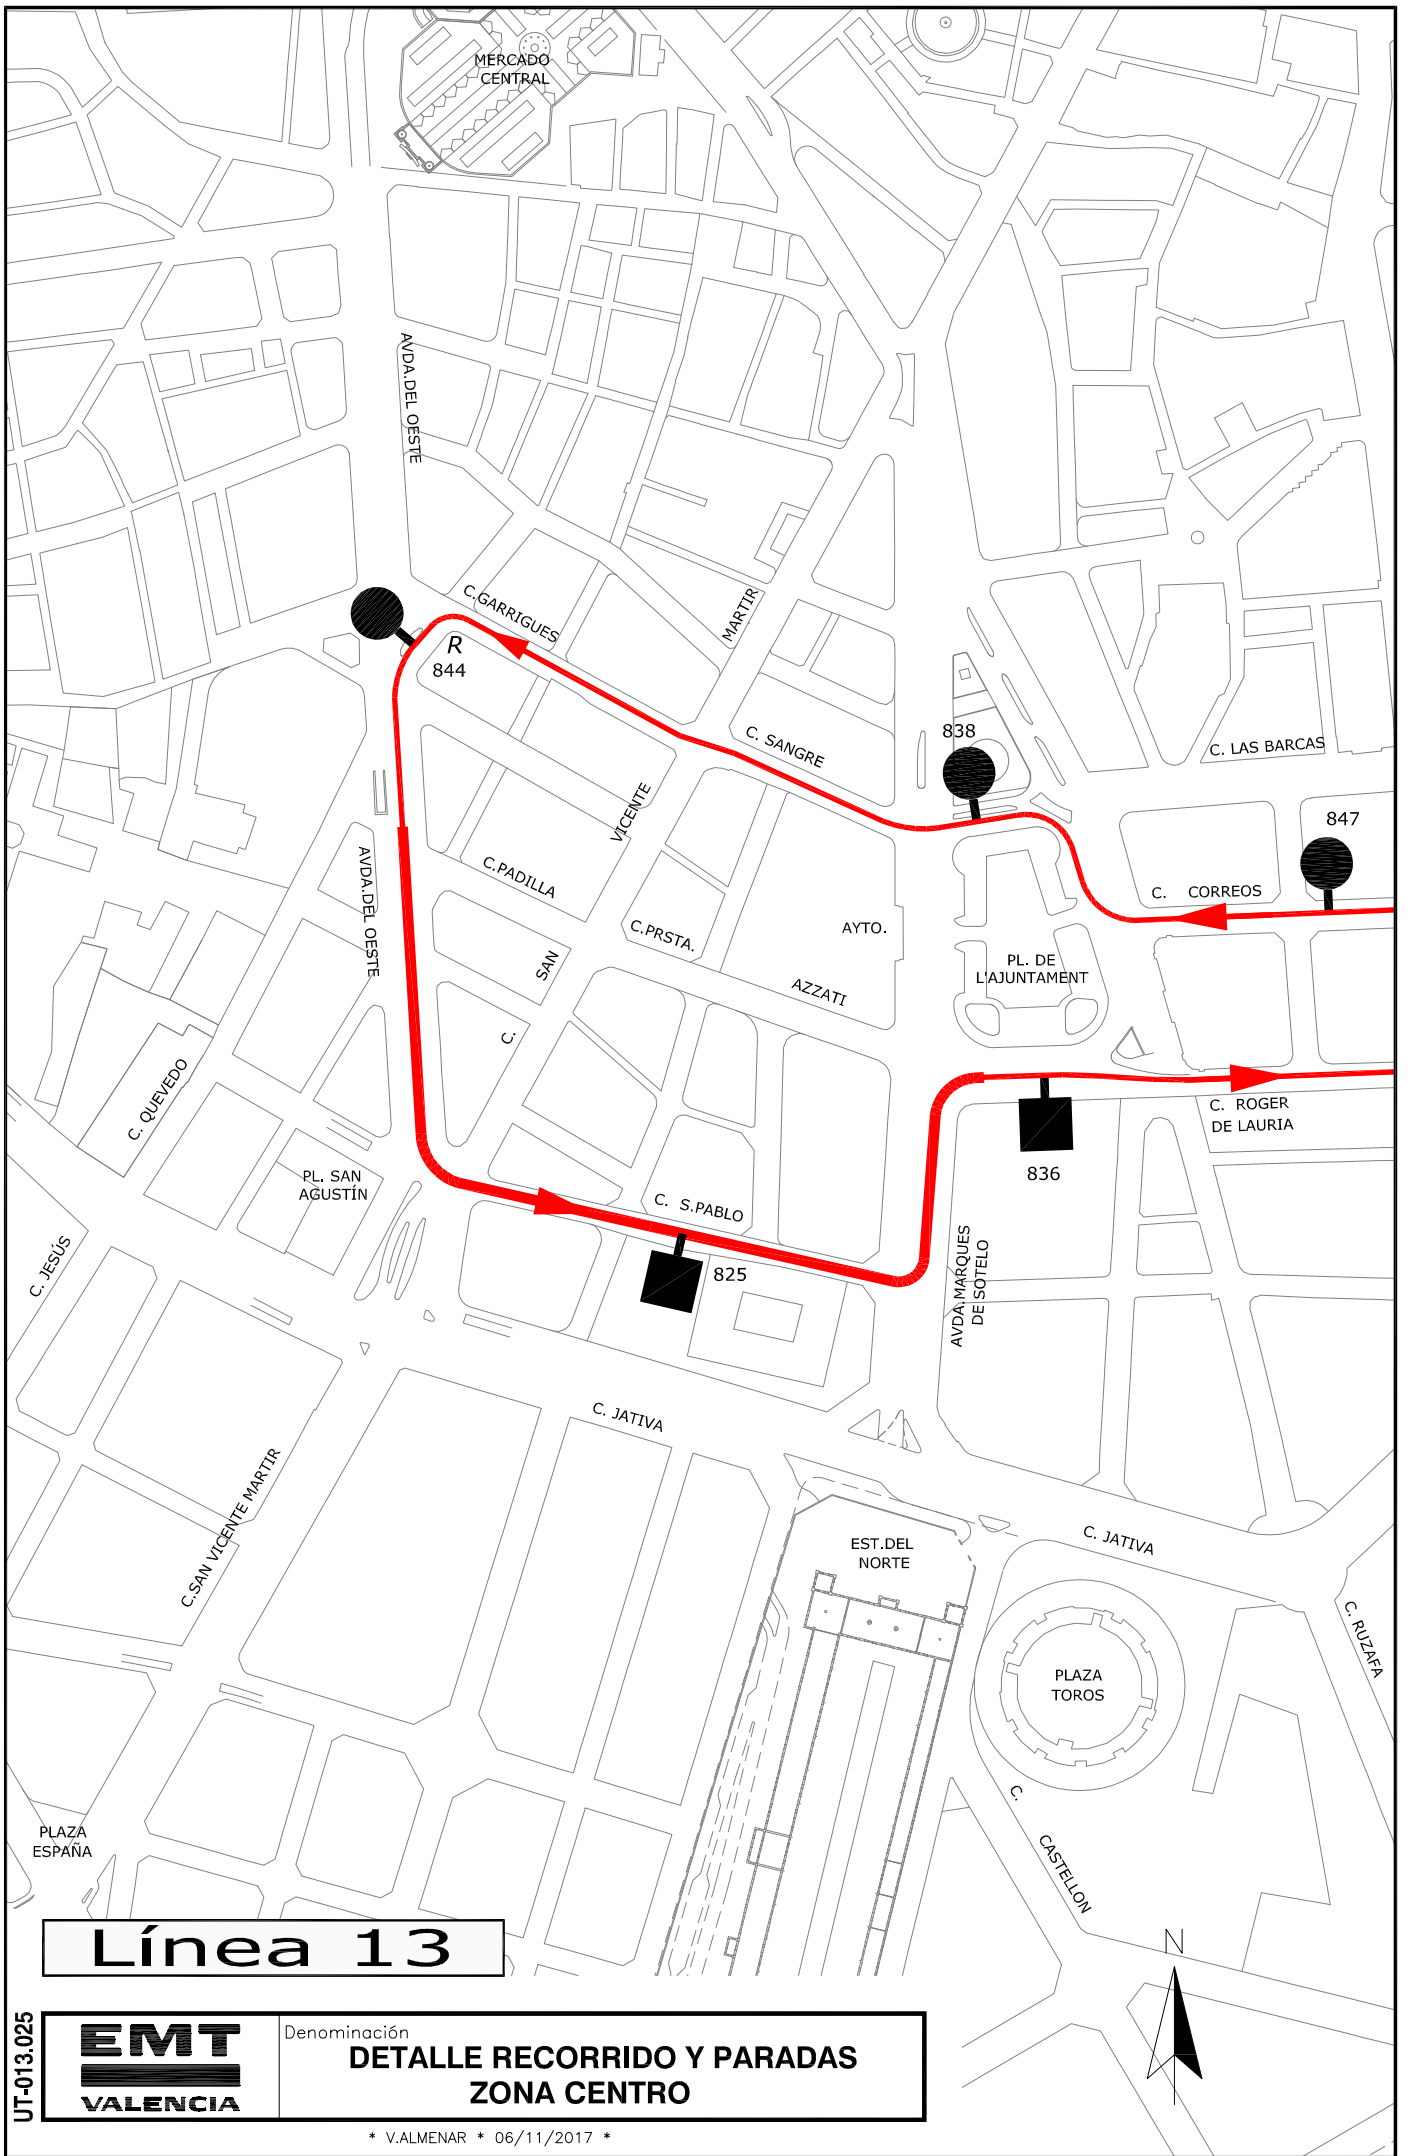 MERCADO
CENTRAL
AVDA.DEL OESTE
C.GARRIGUES
MARTIR
R
844
C. SANGRE
838
C. LAS BARCAS
847
VICENTE
C.PADILLA
C. CORREOS
AVDA.DEL OESTE
C.PRSTA.
AYTO.
SAN
PL. DE
L'AJUNTAMENT
AZZATI
C.
C. QUEVEDO
C. ROGER
DE LAURIA
836
PL. SAN
AGUSTÍN
C. S.PABLO
825
C. JESÚS
AVDA.MARQUES
DE SOTELO
C. JATIVA
C.SAN VICENTE MARTIR
EST.DEL
NORTE
C. JATIVA
C. RUZAFA
PLAZA
TOROS
C.
CASTELLON
PLAZA
ESPAÑA
N
Línea 13
UT-013.025
EMT
VALENCIA
Denominación
DETALLE RECORRIDO Y PARADAS
ZONA CENTRO
* V.ALMENAR * 06/11/2017 *